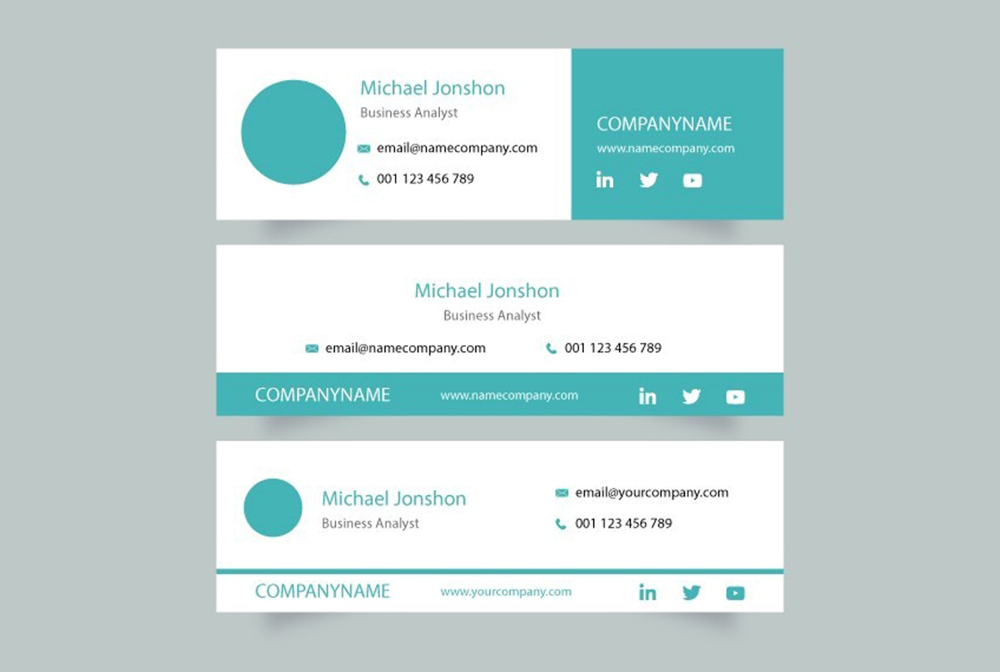 Michael Jonshon
Business Analyst
email@namecompany.com
001 123 456 789
COMPANYNAME
www.namecompany.com
in
Michael Jonshon
Business Analyst
email@namecompany.com 001 123 456 789
COMPANYNAME www.namecompany.com in
Michael Jonshon
Business Analyst
email@yourcompany.com
001 123 456 789
COMPANYNAME www.yourcompany.com in